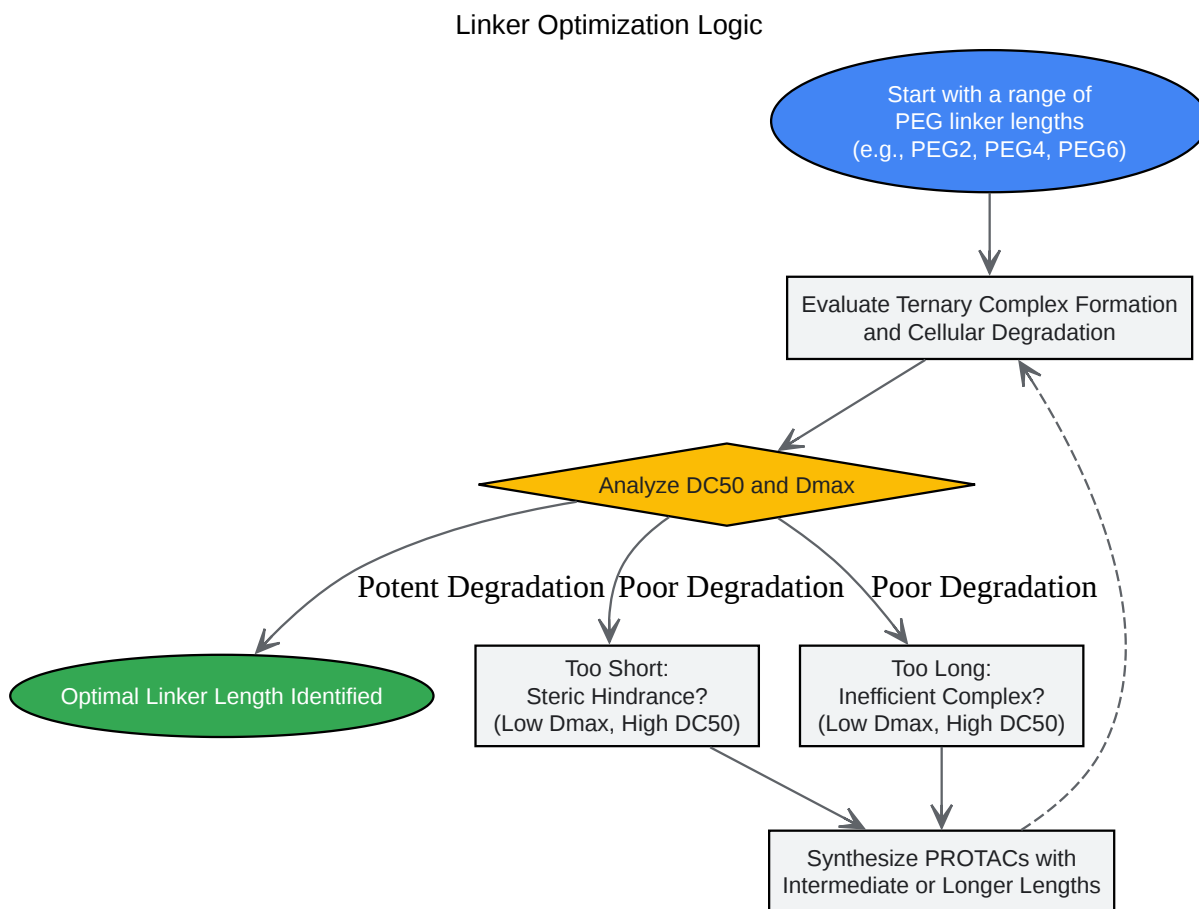 Linker Optimization Logic
Start with a range of
PEG linker lengths
(e.g., PEG2, PEG4, PEG6)
Evaluate Ternary Complex Formation
and Cellular Degradation
Analyze DC50 and Dmax
Potent Degradation
Poor Degradation
Poor Degradation
Optimal Linker Length Identified
Too Short:
Steric Hindrance?
(Low Dmax, High DC50)
Too Long:
Inefficient Complex?
(Low Dmax, High DC50)
Synthesize PROTACs with
Intermediate or Longer Lengths